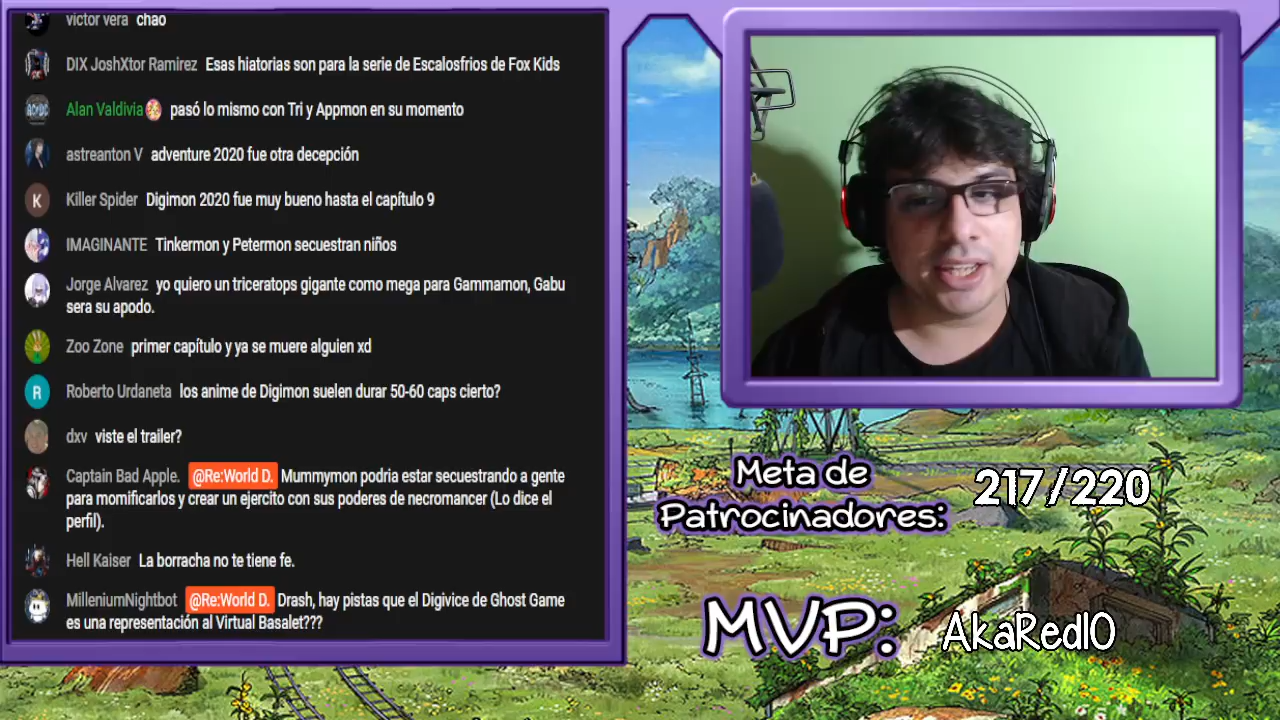 victor vera chao
DIX JoshXtor Ramirez Esas hiatorias son para la serie de Escalosfrios de Fox Kids
AC/DC
Alan Valdivia pasó lo mismo con Tri y Appmon en su momento
astreanton V adventure 2020 fue otra decepción
K
Killer Spider Digimon 2020 fue muy bueno hasta el capítulo 9
IMAGINANTE Tinkermon y Petermon secuestran niños
Jorge Alvarez yo quiero un triceratops gigante como mega para Gammamon, Gabu
sera su apodo.
Zoo Zone primer capítulo y ya se muere alguien xd
R
Roberto Urdaneta los anime de Digimon suelen durar 50-60 caps cierto?
dxv viste el trailer?
Captain Bad Apple. @Re:World D. Mummymon podria estar secuestrando a gente
para momificarlos y crear un ejercito con sus poderes de necromancer (Lo dice el
perfil).
Hell Kaiser La borracha no te tiene fe.
MilleniumNightbot @Re:World D. Drash, hay pistas que el Digivice de Ghost Game
es una representación al Virtual Basalet???
Meta de
Patrocinadores:
217/220
MVP:
AkaRed10